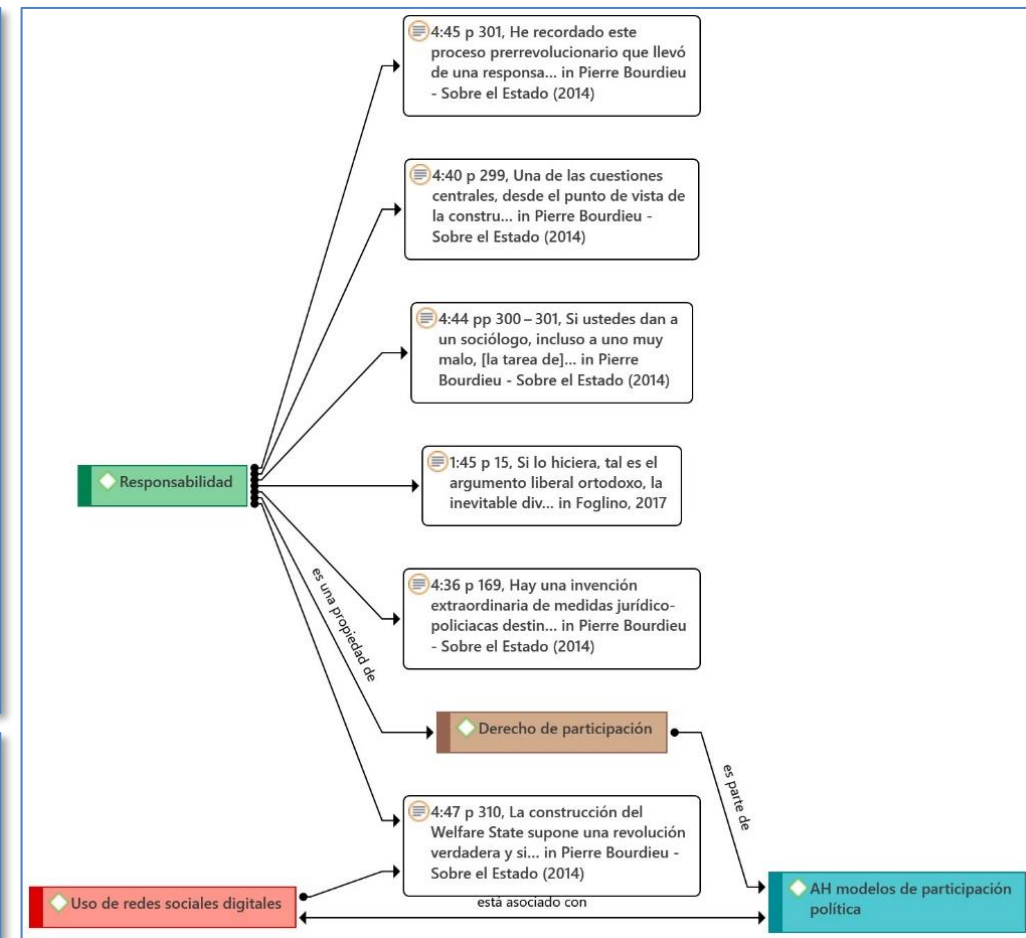 4:45 p 301, He recordado este
proceso prerrevolucionario que llevó
de una responsa... in Pierre Bourdieu
- Sobre el Estado (2014)
4:40 p 299, Una de las cuestiones
centrales, desde el punto de vista de
la constru... in Pierre Bourdieu -
Sobre el Estado (2014)
4:44 pp 300 – 301, Si ustedes dan a
un sociólogo, incluso a uno muy
malo, [la tarea de]... in Pierre
Bourdieu - Sobre el Estado (2014)
Responsabilidad
1:45 p 15, Si lo hiciera, tal es el
argumento liberal ortodoxo, la
inevitable div... in Foglino, 2017
4:36 p 169, Hay una invención
extraordinaria de medidas jurídico-
policiacas destin... in Pierre Bourdieu
- Sobre el Estado (2014)
es una propiedad de
Derecho de participación
es parte de
4:47 p 310, La construcción del
Welfare State supone una revolución
verdadera y si... in Pierre Bourdieu -
Sobre el Estado (2014)
Uso de redes sociales digitales
está asociado con
AH modelos de participación
política